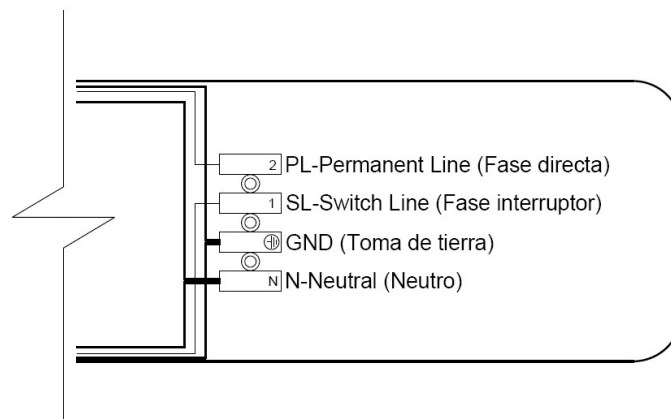 2 PL-Permanent Line (Fase directa)
1 SL-Switch Line (Fase interruptor)
GND (Toma de tierra)
N N-Neutral (Neutro)